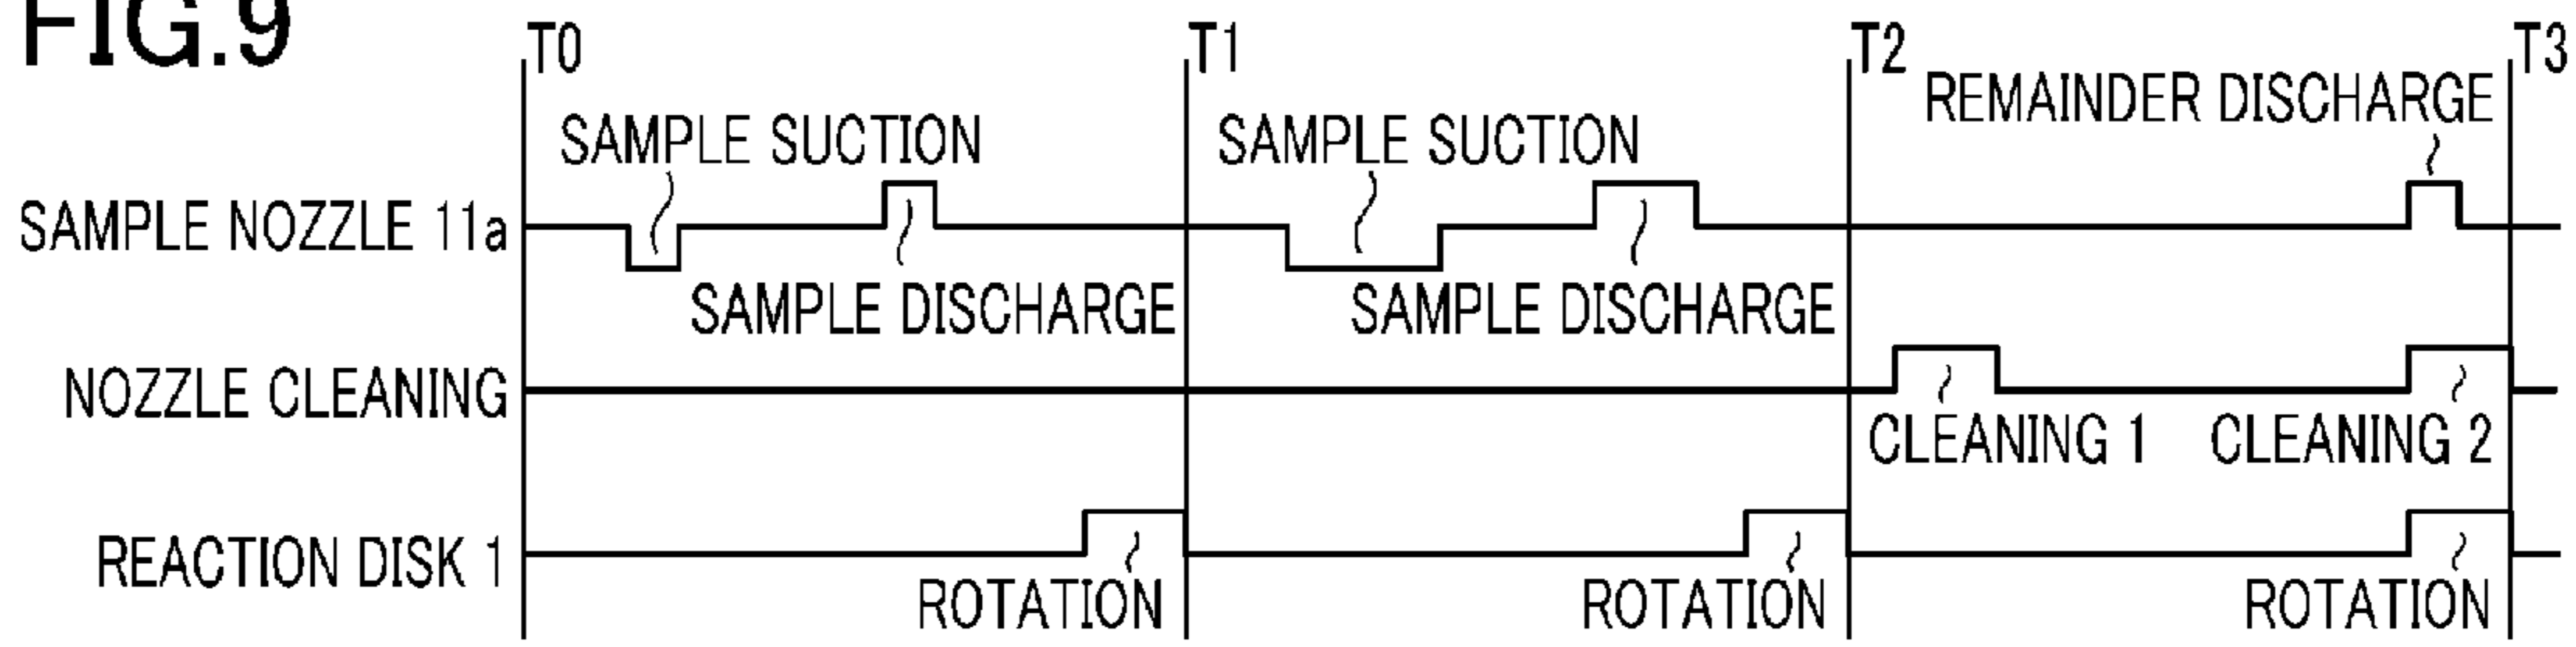 FIG.9
T0
T1
T2
T3
SAMPLE SUCTION
SAMPLE SUCTION
REMAINDER DISCHARGE
SAMPLE NOZZLE 11a
SAMPLE DISCHARGE
SAMPLE DISCHARGE
NOZZLE CLEANING
CLEANING 1
CLEANING 2
REACTION DISK 1
ROTATION
ROTATION
ROTATION